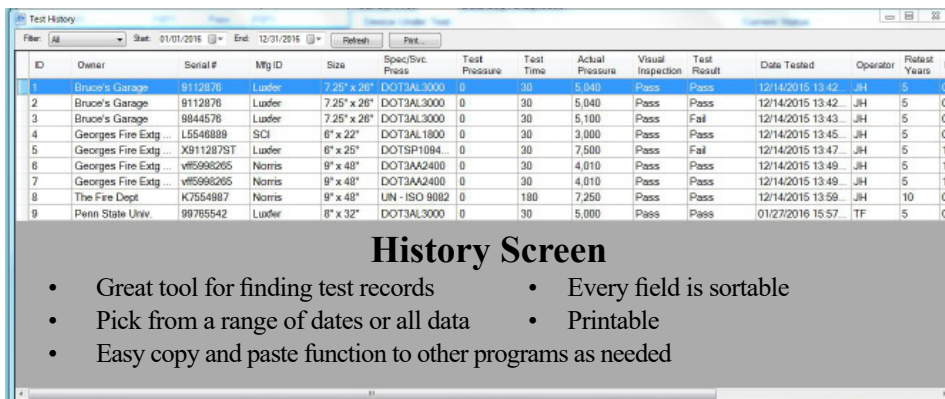 Test History
Filter: All Start: 01/01/2016 End: 12/31/2016 Refresh Print...
ID Owner Serial # Mfg ID Size Spec/Svc. Press Test Pressure Test Time Actual Pressure Visual Inspection Test Result Date Tested Operator Retest Years
1 Bruce's Garage 9112876 Luxfer 7.25" x 26" DOT3AL3000 0 30 5,040 Pass Pass 12/14/2015 13:42... JH 5
2 Bruce's Garage 9112876 Luxfer 7.25" x 26" DOT3AL3000 0 30 5,040 Pass Pass 12/14/2015 13:42... JH 5
3 Bruce's Garage 9844576 Luxfer 7.25" x 26" DOT3AL3000 0 30 5,100 Pass Fail 12/14/2015 13:43... JH 5
4 Georges Fire Extg ... L5546889 SCI 6" x 22" DOT3AL1800 0 30 3,000 Pass Pass 12/14/2015 13:45... JH 5
5 Georges Fire Extg ... X911287ST Luxfer 6" x 25" DOTSP1094... 0 30 7,500 Pass Fail 12/14/2015 13:47... JH 5
6 Georges Fire Extg ... vff5998265 Norris 9" x 48" DOT3AA2400 0 30 4,010 Pass Pass 12/14/2015 13:49... JH 5
7 Georges Fire Extg ... vff5998265 Norris 9" x 48" DOT3AA2400 0 30 4,010 Pass Pass 12/14/2015 13:49... JH 5
8 The Fire Dept K7554987 Norris 9" x 48" UN - ISO 9082 0 180 7,250 Pass Pass 12/14/2015 13:59... JH 10
9 Penn State Univ. 99765542 Luxfer 8" x 32" DOT3AL3000 0 30 5,000 Pass Pass 01/27/2016 15:57... TF 5
History Screen
• Great tool for finding test records
• Every field is sortable
• Pick from a range of dates or all data
• Printable
• Easy copy and paste function to other programs as needed